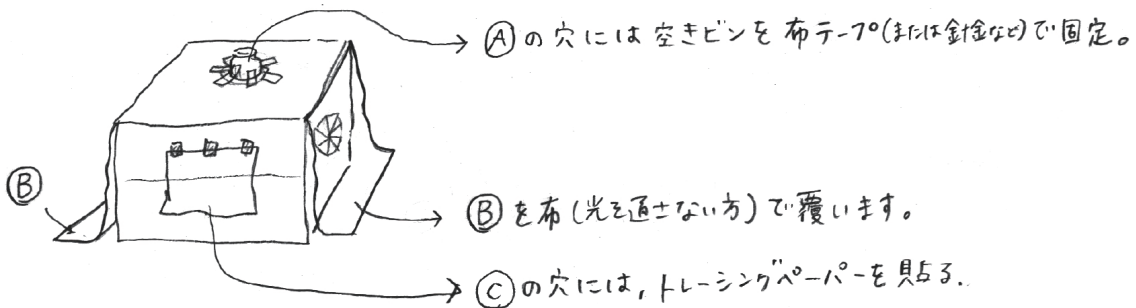 Ⓐの穴には空きビンを布テープ(または針金など)で固定。
Ⓑ
Ⓑを布(光を通さない方)で覆います。
Ⓒの穴には,トレーシングペーパーを貼る.